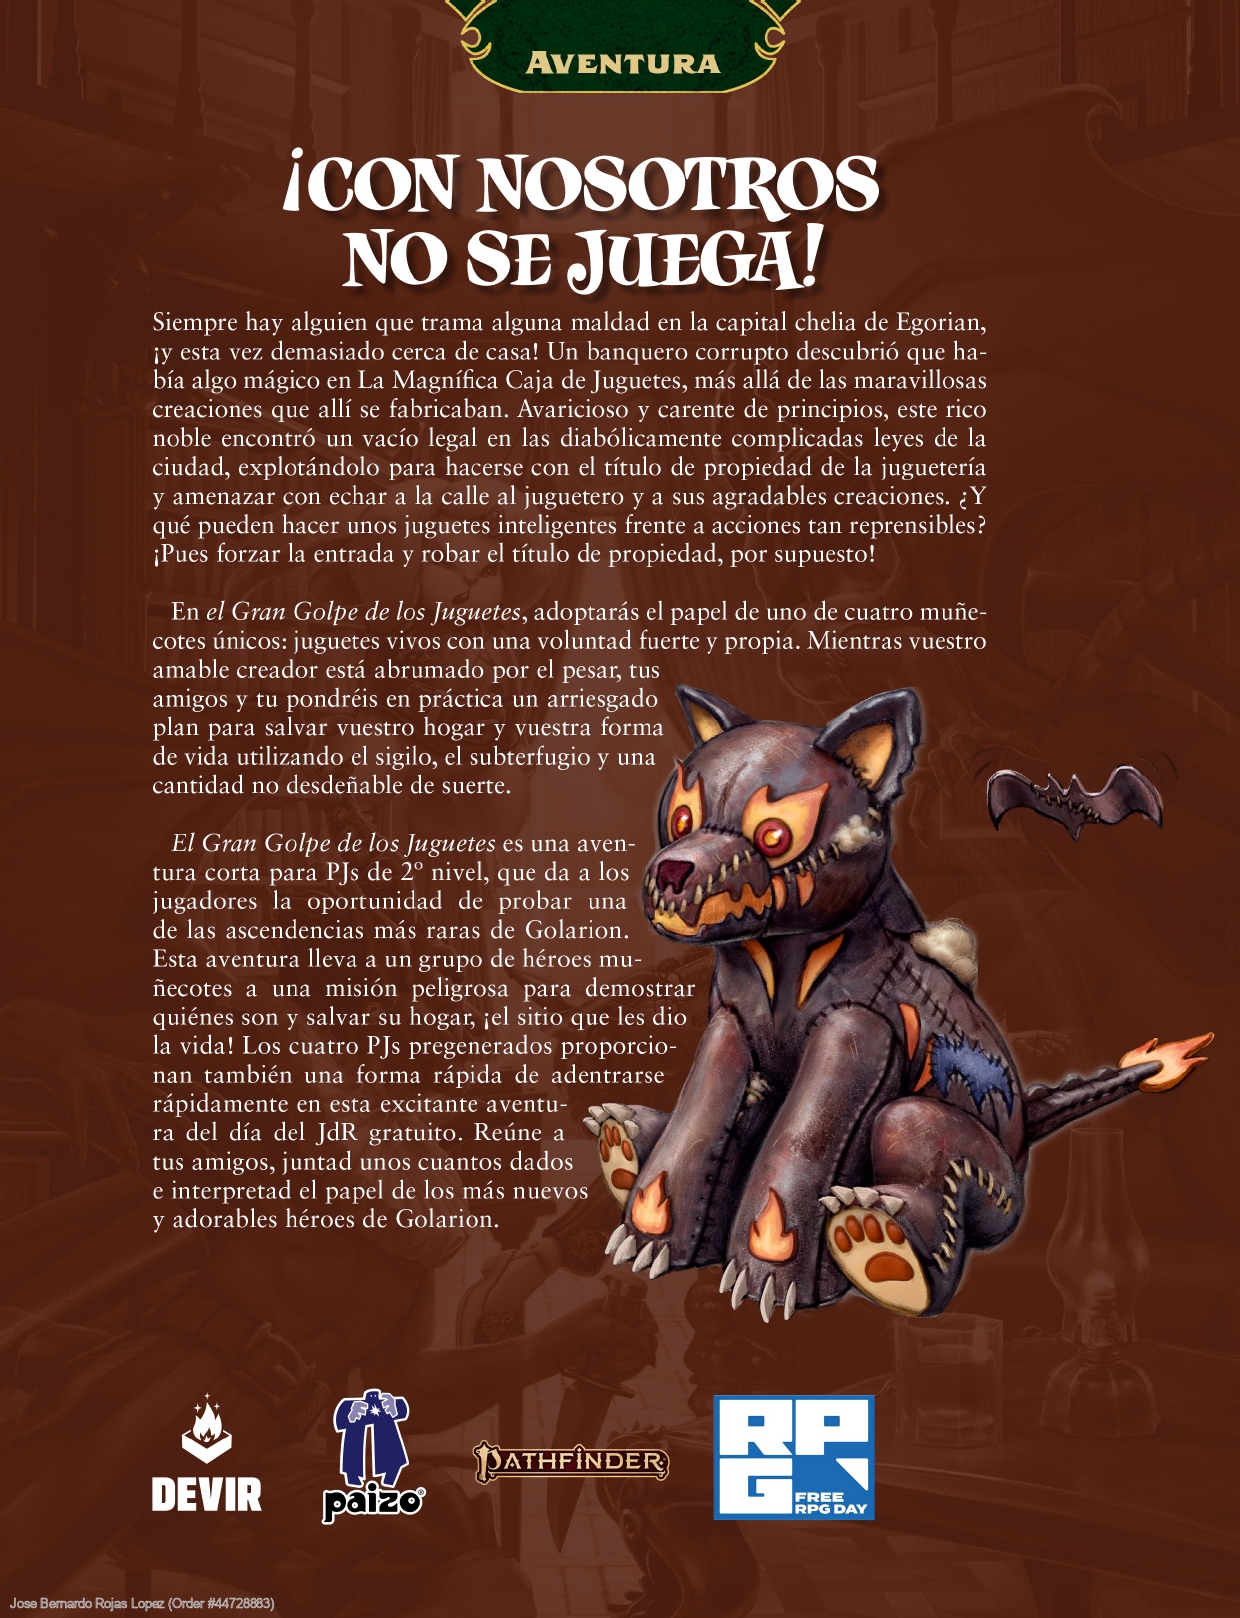 AVENTURA
¡CON NOSOTROS
NO SE JUEGA!
Siempre hay alguien que trama alguna maldad en la capital chelia de Egorian,
¡y esta vez demasiado cerca de casa! Un banquero corrupto descubrió que ha-
bía algo mágico en La Magnífica Caja de Juguetes, más allá de las maravillosas
creaciones que allí se fabricaban. Avaricioso y carente de principios, este rico
noble encontró un vacío legal en las diabólicamente complicadas leyes de la
ciudad, explotándolo para hacerse con el título de propiedad de la juguetería
y amenazar con echar a la calle al juguetero y a sus agradables creaciones. ¿Y
qué pueden hacer unos juguetes inteligentes frente a acciones tan reprensibles?
¡Pues forzar la entrada y robar el título de propiedad, por supuesto!
En el Gran Golpe de los Juguetes, adoptarás el papel de uno de cuatro muñe-
cotes únicos: juguetes vivos con una voluntad fuerte y propia. Mientras vuestro
amable creador está abrumado por el pesar, tus
amigos y tu pondréis en práctica un arriesgado
plan para salvar vuestro hogar y vuestra forma
de vida utilizando el sigilo, el subterfugio y una
cantidad no desdeñable de suerte.
El Gran Golpe de los Juguetes es una aven-
tura corta para PJs de 2º nivel, que da a los
jugadores la oportunidad de probar una
de las ascendencias más raras de Golarion.
Esta aventura lleva a un grupo de héroes mu-
ñecotes a una misión peligrosa para demostrar
quiénes son y salvar su hogar, ¡el sitio que les dio
la vida! Los cuatro PJs pregenerados proporcio-
nan también una forma rápida de adentrarse
rápidamente en esta excitante aventu-
ra del día del JdR gratuito. Reúne a
tus amigos, juntad unos cuantos dados
e interpretad el papel de los más nuevos
y adorables héroes de Golarion.
DEVIR
paizo®
PATHFINDER
RPG
FREE
RPG DAY
Jose Bernardo Rojas Lopez (Order #44728883)